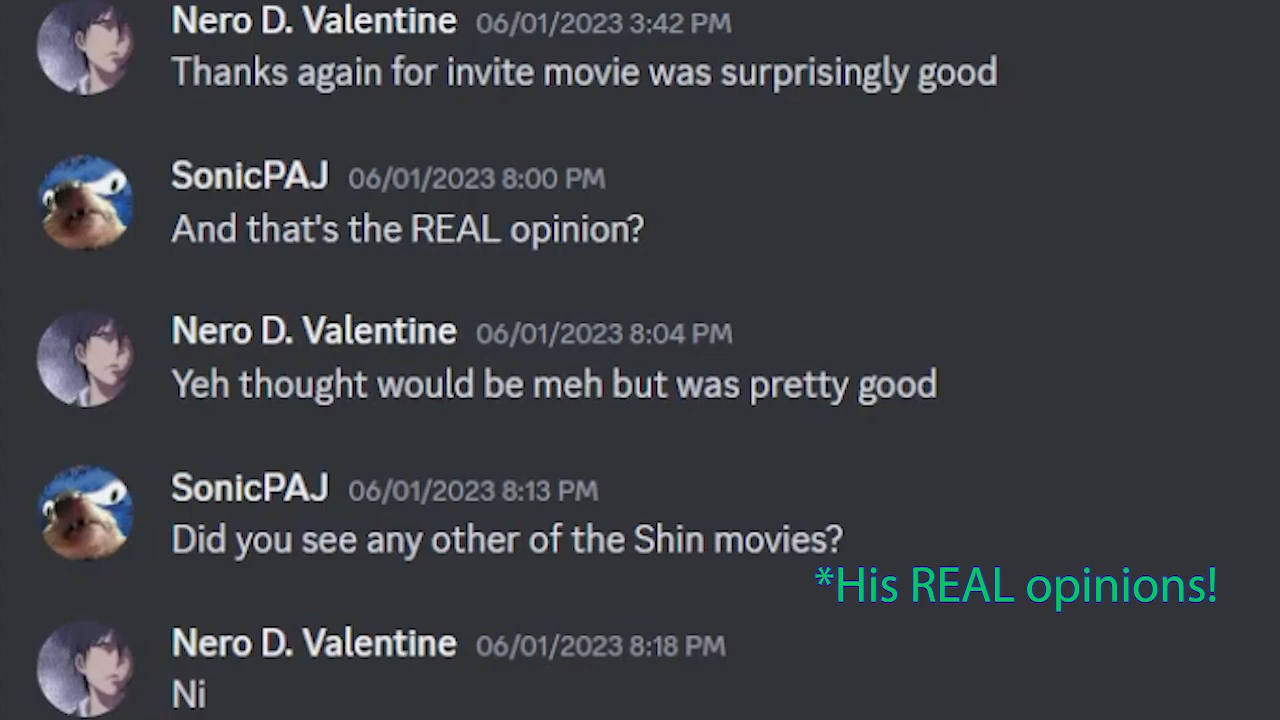 Nero D. Valentine 06/01/2023 3:42 PM
Thanks again for invite movie was surprisingly good
SonicPAJ 06/01/2023 8:00 PM
And that's the REAL opinion?
Nero D. Valentine 06/01/2023 8:04 PM
Yeh thought would be meh but was pretty good
SonicPAJ 06/01/2023 8:13 PM
Did you see any other of the Shin movies?
*His REAL opinions!
Nero D. Valentine 06/01/2023 8:18 PM
Ni